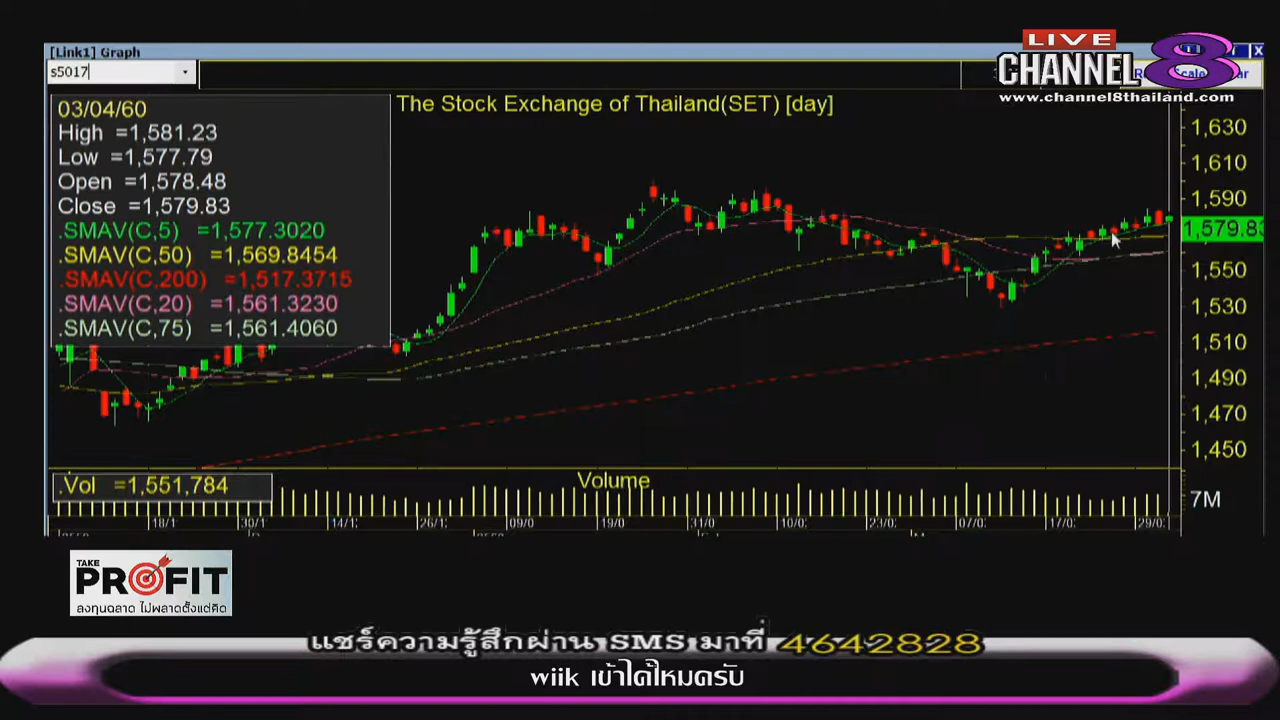 LIVE
CHANNEL 8
www.channel8thailand.com
[Link1] Graph
s5017
The Stock Exchange of Thailand(SET) [day]
03/04/60
High =1,581.23
Low =1,577.79
Open =1,578.48
Close =1,579.83
.SMAV(C,5) =1,577.3020
.SMAV(C,50) =1,569.8454
.SMAV(C,200) =1,517.3715
.SMAV(C,20) =1,561.3230
.SMAV(C,75) =1,561.4060
1,630
1,610
1,590
1,579.83
1,550
1,530
1,510
1,490
1,470
1,450
.Vol =1,551,784
Volume
7M
18/1 30/1 14/1 26/1 09/0 19/0 31/0 10/0 23/0 07/0 17/0 29/0
TAKE
PROFIT
ลงทุนฉลาด ไม่พลาดตั้งแต่คิด
แชร์ความรู้สึกผ่าน SMS มาที่ 4642828
wiik เข้าได้ไหมครับ